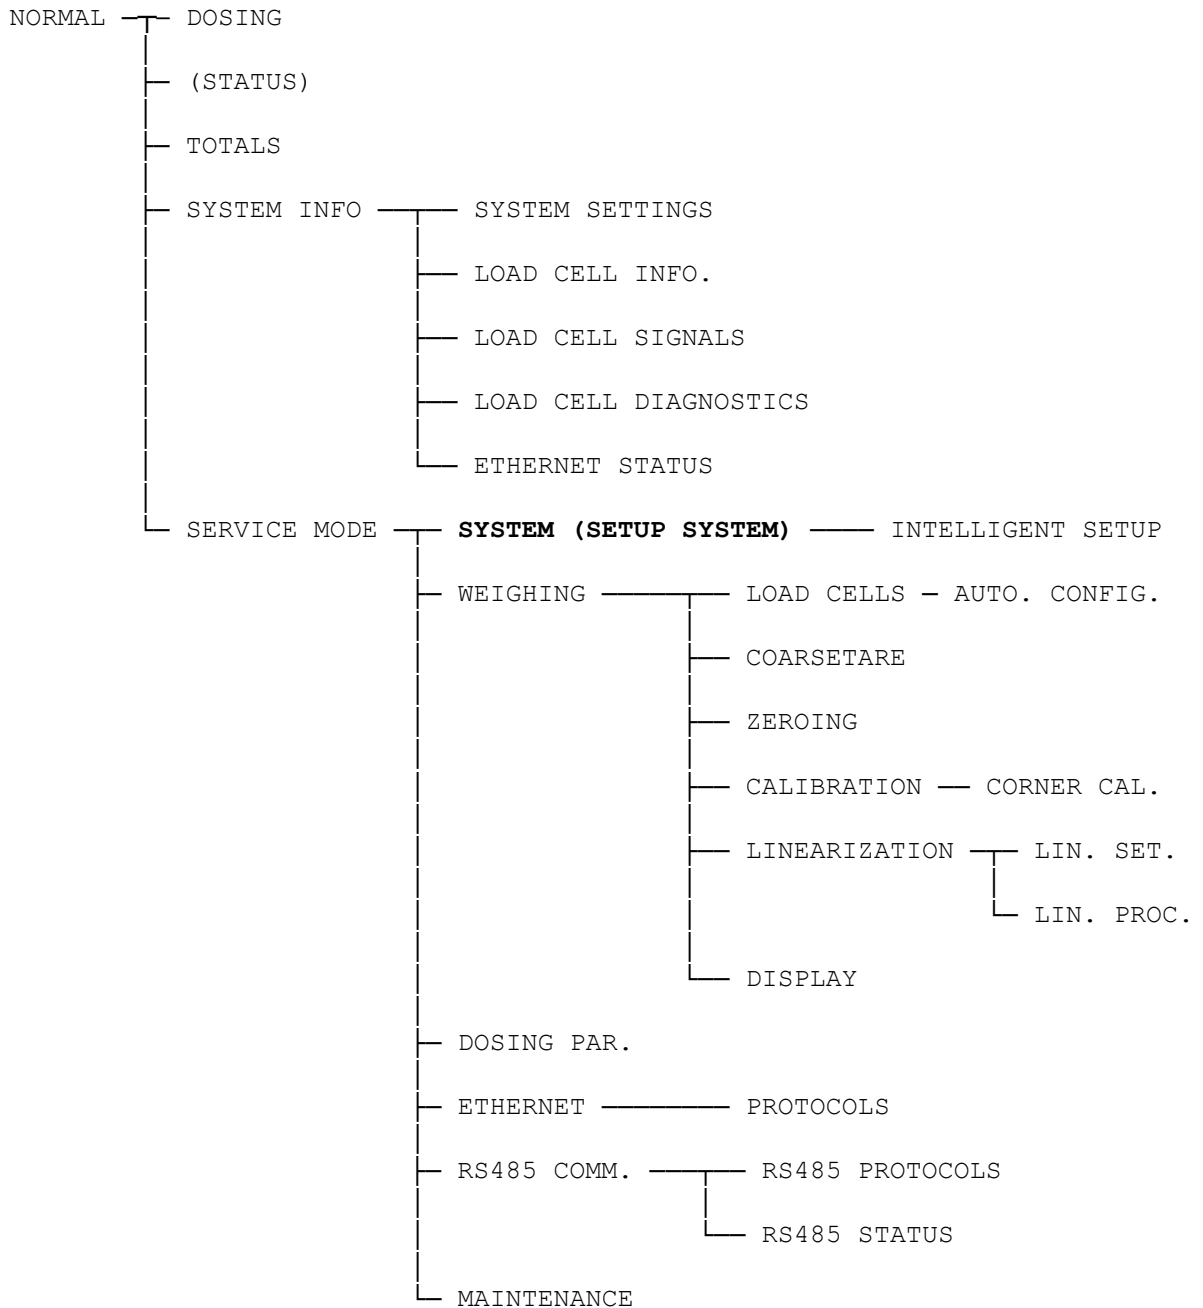 NORMAL DOSING
(STATUS)
TOTALS
SYSTEM INFO SYSTEM SETTINGS
LOAD CELL INFO.
LOAD CELL SIGNALS
LOAD CELL DIAGNOSTICS
ETHERNET STATUS
SERVICE MODE SYSTEM (SETUP SYSTEM) INTELLIGENT SETUP
WEIGHING LOAD CELLS AUTO. CONFIG.
COARSETARE
ZEROING
CALIBRATION CORNER CAL.
LINEARIZATION LIN. SET.
LIN. PROC.
DISPLAY
DOSING PAR.
ETHERNET PROTOCOLS
RS485 COMM. RS485 PROTOCOLS
RS485 STATUS
MAINTENANCE